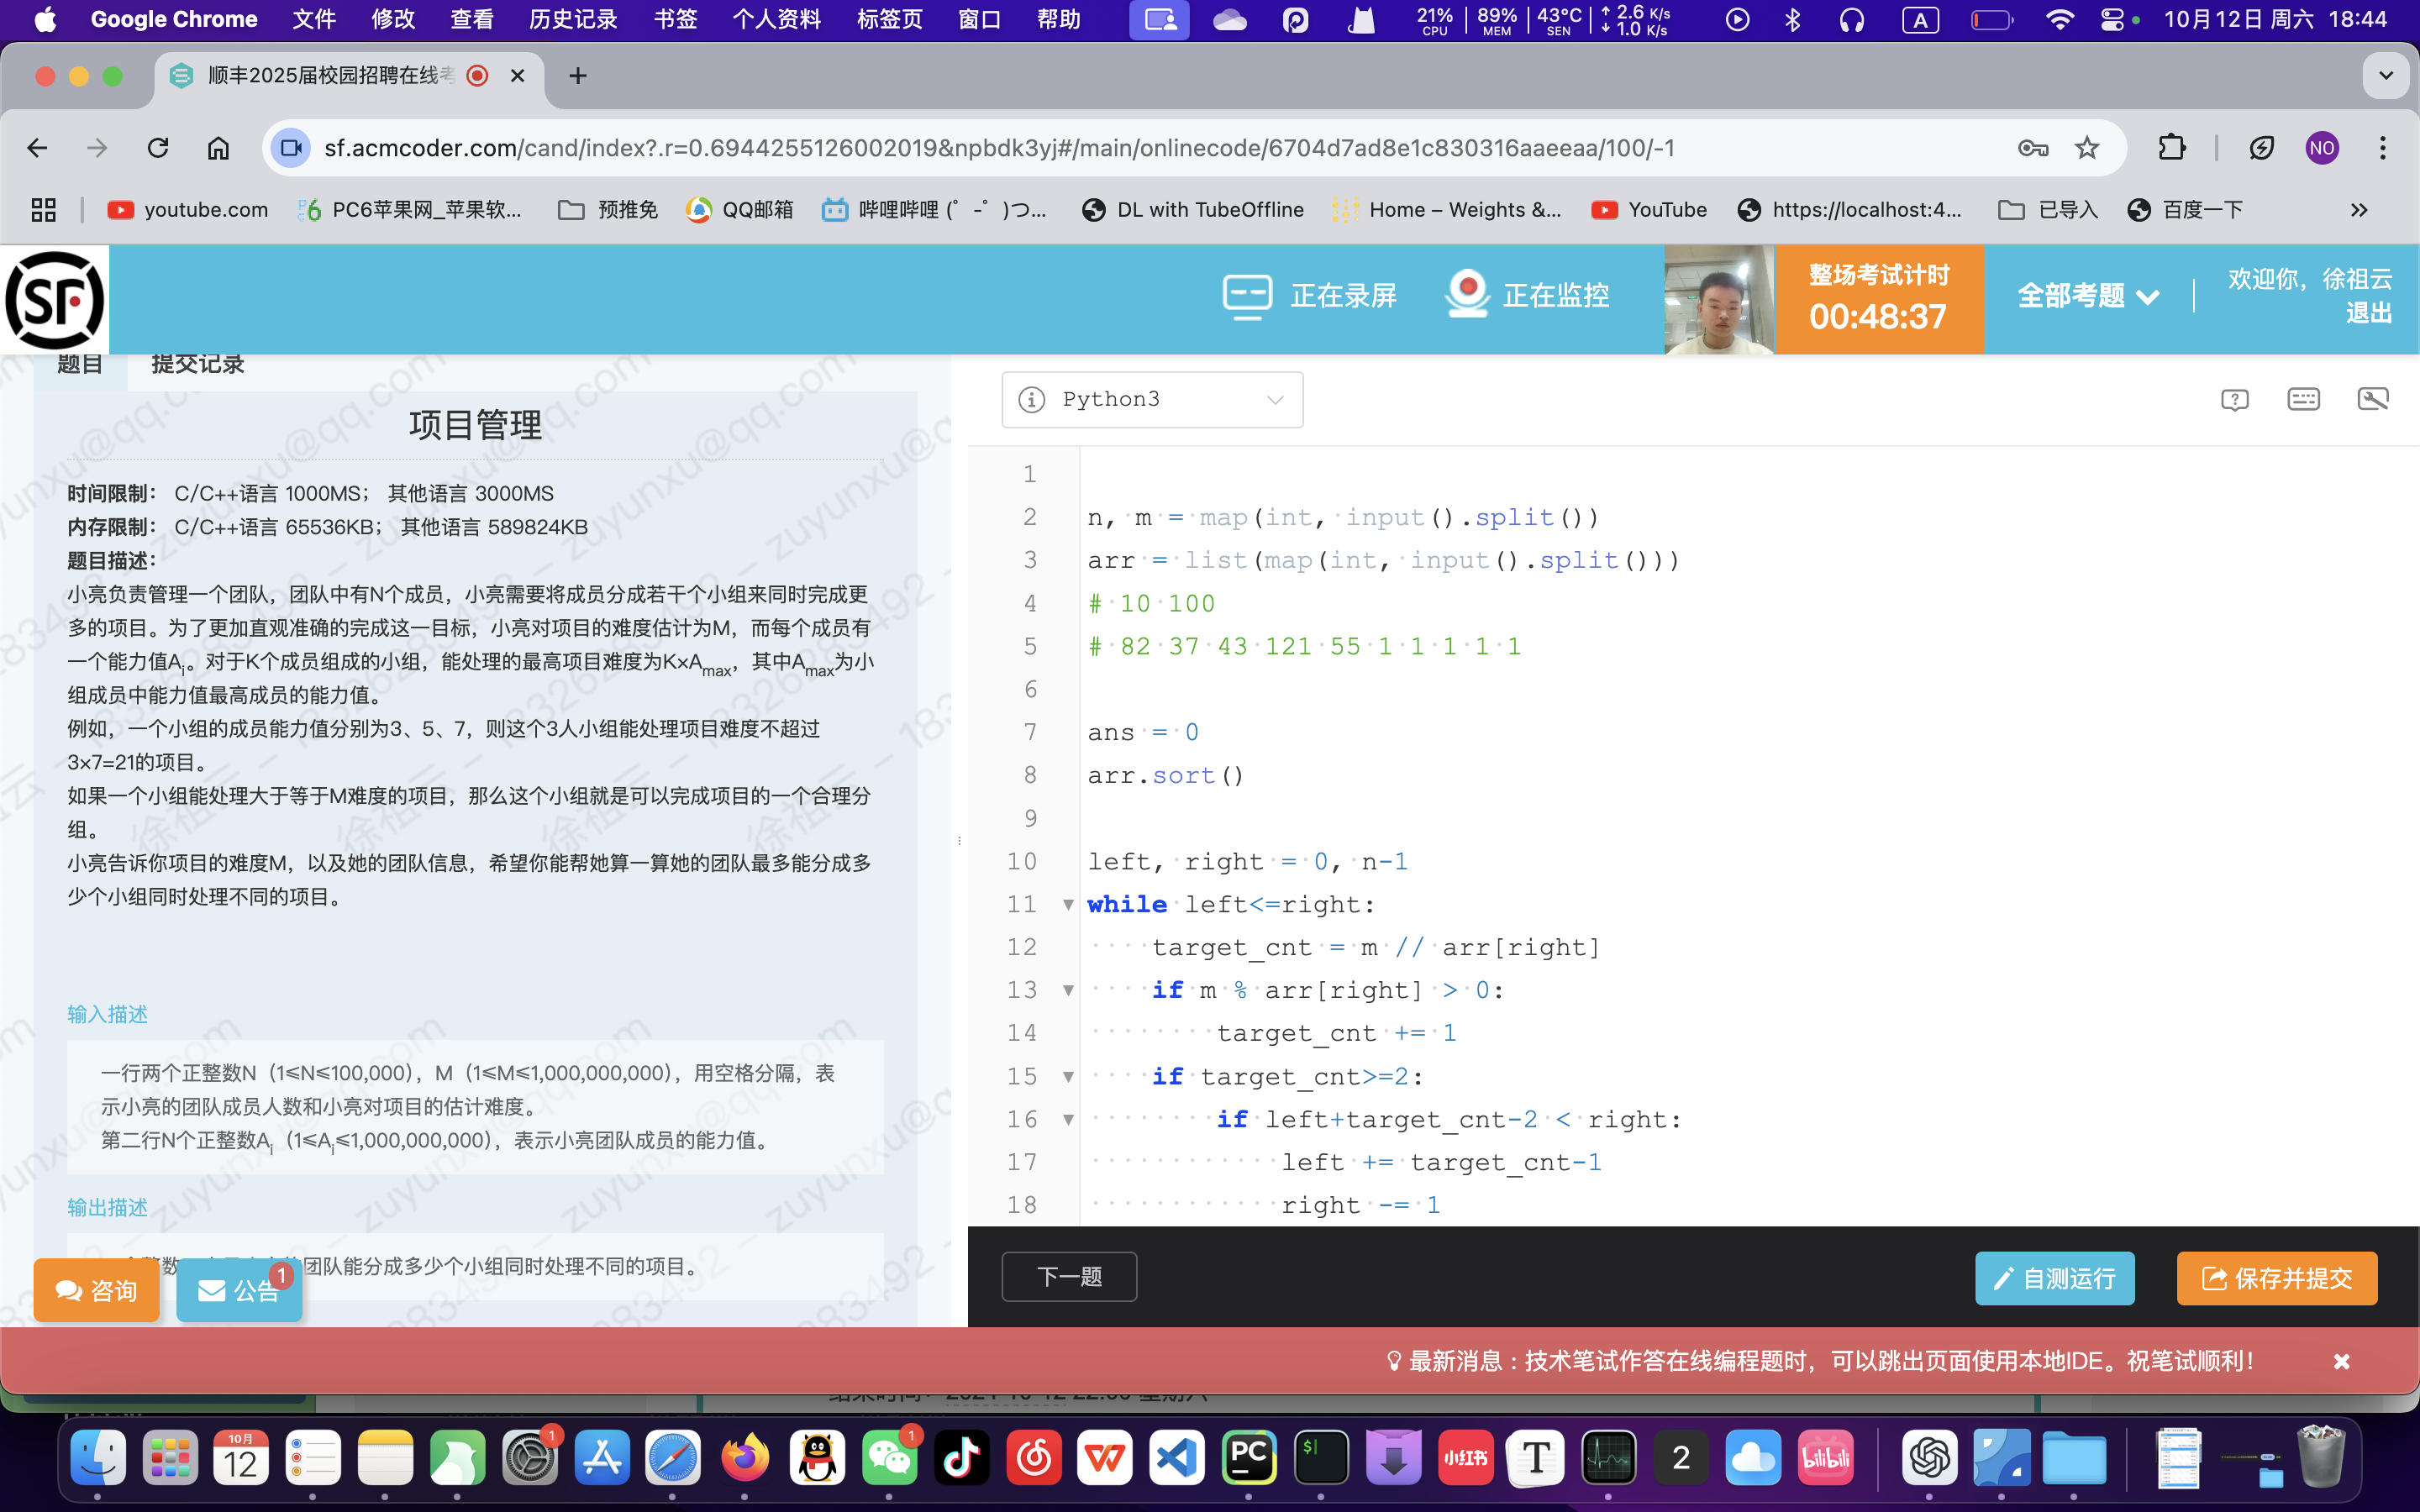 Google Chrome 文件 修改 查看 历史记录 书签 个人资料 标签页 窗口 帮助 21% CPU 89% MEM 43°C SEN 2.6 K/s 1.0 K/s A 10月12日 周六 18:44
顺丰2025届校园招聘在线考
sf.acmcoder.com/cand/index?.r=0.6944255126002019&npbdk3yj#/main/onlinecode/6704d7ad8e1c830316aaeeaa/100/-1 NO
youtube.com PC6苹果网_苹果软... 预推免 QQ邮箱 哔哩哔哩 (゜-゜)つ... DL with TubeOffline Home – Weights &... YouTube https://localhost:4... 已导入 百度一下
SF 正在录屏 正在监控 整场考试计时 00:48:37 全部考题 欢迎你，徐祖云 退出
题目 提交记录
项目管理
时间限制： C/C++语言 1000MS； 其他语言 3000MS
内存限制： C/C++语言 65536KB； 其他语言 589824KB
题目描述：
小亮负责管理一个团队，团队中有N个成员，小亮需要将成员分成若干个小组来同时完成更
多的项目。为了更加直观准确的完成这一目标，小亮对项目的难度估计为M，而每个成员有
一个能力值Ai。对于K个成员组成的小组，能处理的最高项目难度为K×Amax，其中Amax为小
组成员中能力值最高成员的能力值。
例如，一个小组的成员能力值分别为3、5、7，则这个3人小组能处理项目难度不超过
3×7=21的项目。
如果一个小组能处理大于等于M难度的项目，那么这个小组就是可以完成项目的一个合理分
组。
小亮告诉你项目的难度M，以及她的团队信息，希望你能帮她算一算她的团队最多能分成多
少个小组同时处理不同的项目。
输入描述
一行两个正整数N（1≤N≤100,000），M（1≤M≤1,000,000,000），用空格分隔，表
示小亮的团队成员人数和小亮对项目的估计难度。
第二行N个正整数Ai（1≤Ai≤1,000,000,000），表示小亮团队成员的能力值。
输出描述
团队能分成多少个小组同时处理不同的项目。
咨询 公告 1
Python3
1
2 n, m = map(int, input().split())
3 arr = list(map(int, input().split()))
4 # 10 100
5 # 82 37 43 121 55 1 1 1 1 1
6
7 ans = 0
8 arr.sort()
9
10 left, right = 0, n-1
11 while left<=right:
12 target_cnt = m // arr[right]
13 if m % arr[right] > 0:
14 target_cnt += 1
15 if target_cnt>=2:
16 if left+target_cnt-2 < right:
17 left += target_cnt-1
18 right -= 1
下一题 自测运行 保存并提交
最新消息：技术笔试作答在线编程题时，可以跳出页面使用本地IDE。祝笔试顺利！
10月 12 1 1 PC $| 小红书 T 2 bilibili